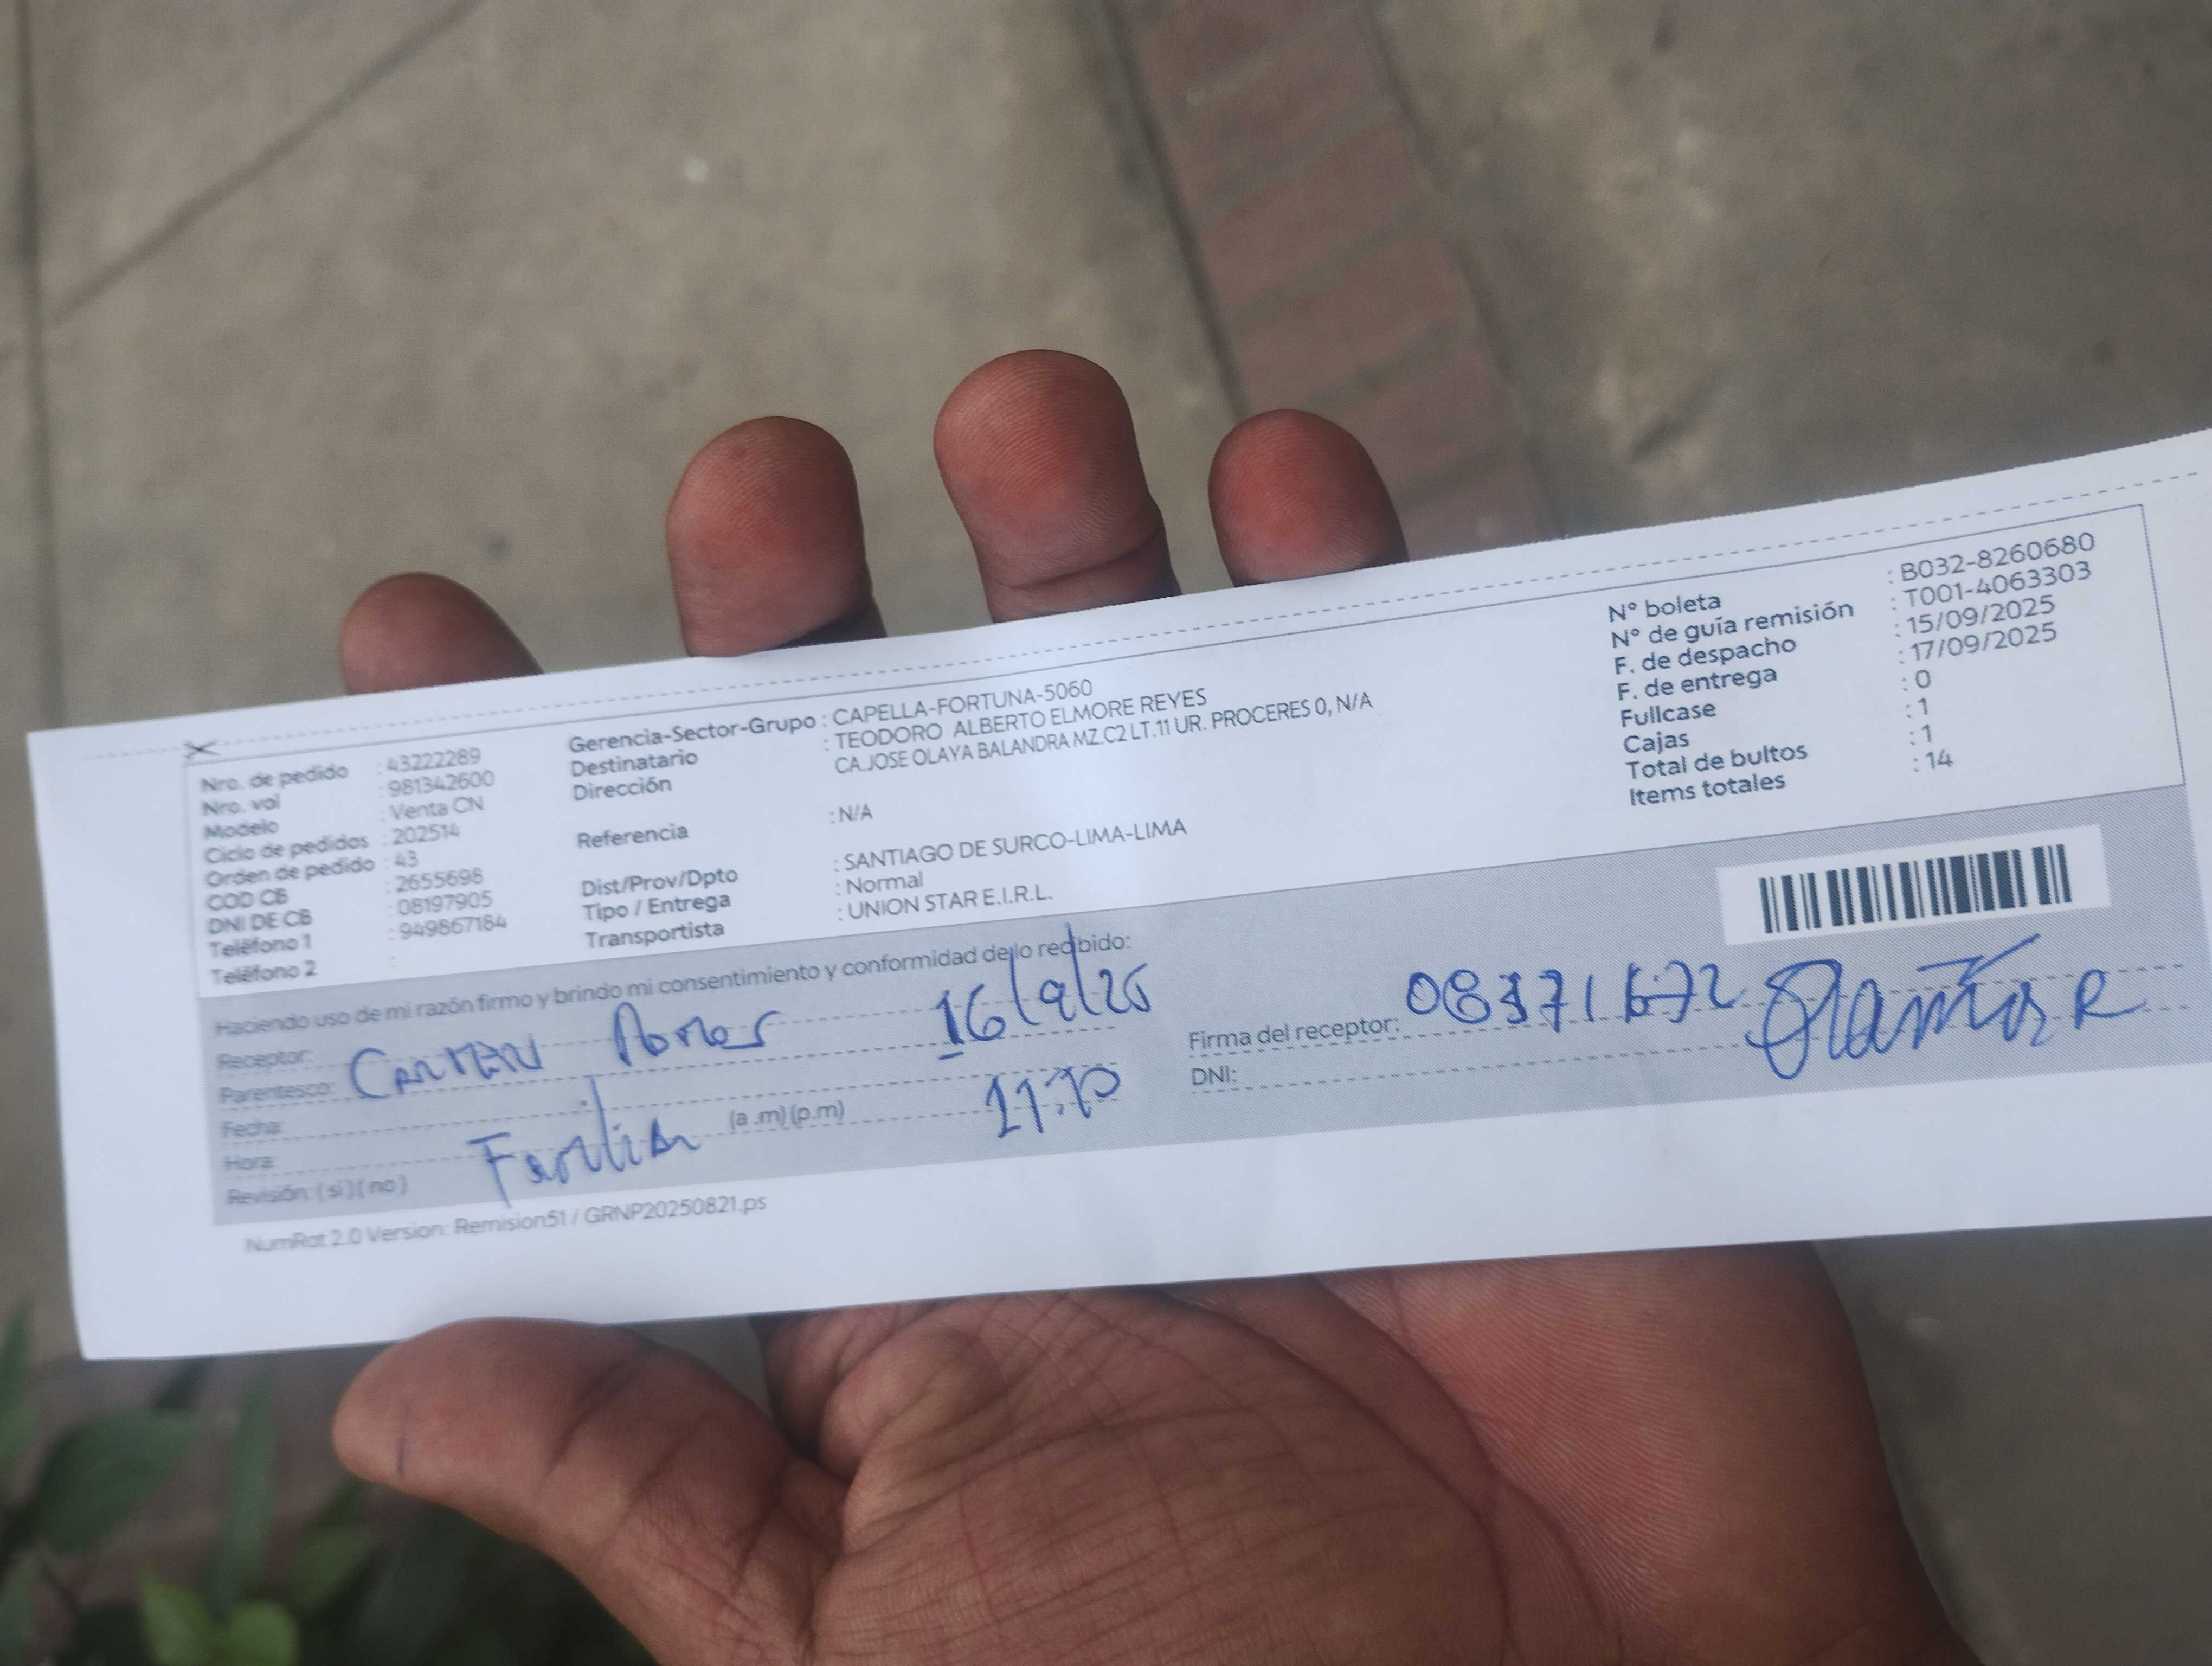 Nro. de pedido : 43222289
Nro. vol : 981342600
Modelo : Venta CN
Ciclo de pedidos : 202514
Orden de pedido : 43
COD CB : 2655698
DNI DE CB : 08197905
Teléfono 1 : 949867184
Teléfono 2 :
Gerencia-Sector-Grupo : CAPELLA-FORTUNA-5060
Destinatario : TEODORO ALBERTO ELMORE REYES
Dirección : CA.JOSE OLAYA BALANDRA MZ.C2 LT.11 UR. PROCERES 0, N/A
Referencia : N/A
Dist/Prov/Dpto : SANTIAGO DE SURCO-LIMA-LIMA
Tipo / Entrega : Normal
Transportista : UNION STAR E.I.R.L.
N° boleta : B032-8260680
N° de guía remisión : T001-4063303
F. de despacho : 15/09/2025
F. de entrega : 17/09/2025
Fullcase : 0
Cajas : 1
Total de bultos : 1
Items totales : 14
Haciendo uso de mi razón firmo y brindo mi consentimiento y conformidad de lo recibido:
Receptor:
Parentesco: Carmen
Fecha: 16/9/25
Hora: (a .m) (p.m)
Revisión: ( si ) ( no ) Familia
Firma del receptor:
DNI:
NumRot 2.0 Version: Remision51 / GRNP20250821.ps